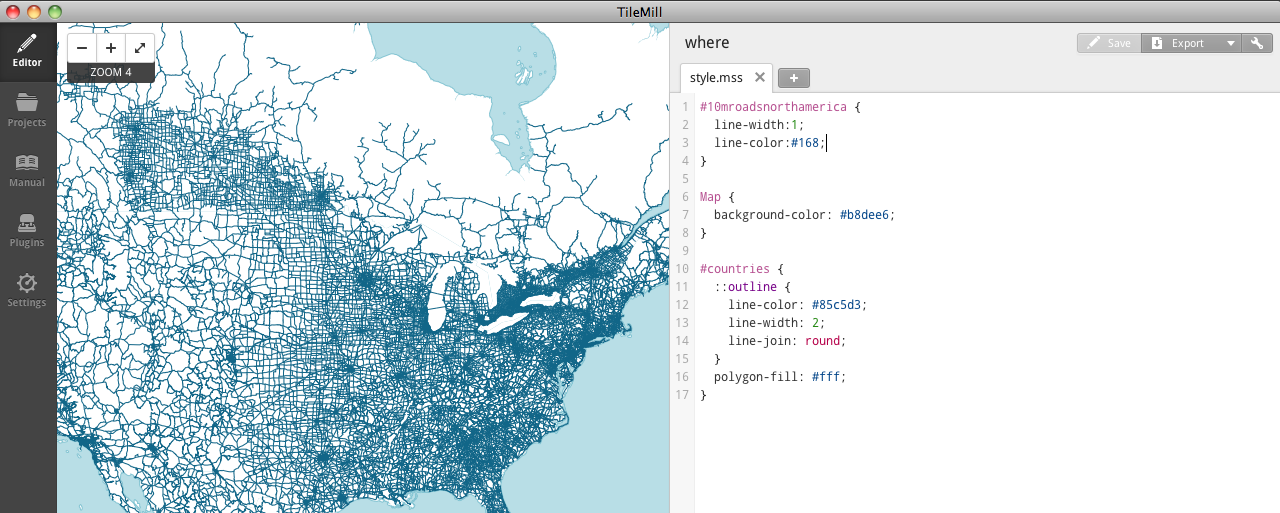 TileMill
Editor
Projects
Manual
Plugins
Settings
ZOOM 4
where
Save
Export
style.mss
1 #10mroadsnorthamerica {
2 line-width:1;
3 line-color:#168;
4 }
5
6 Map {
7 background-color: #b8dee6;
8 }
9
10 #countries {
11 ::outline {
12 line-color: #85c5d3;
13 line-width: 2;
14 line-join: round;
15 }
16 polygon-fill: #fff;
17 }